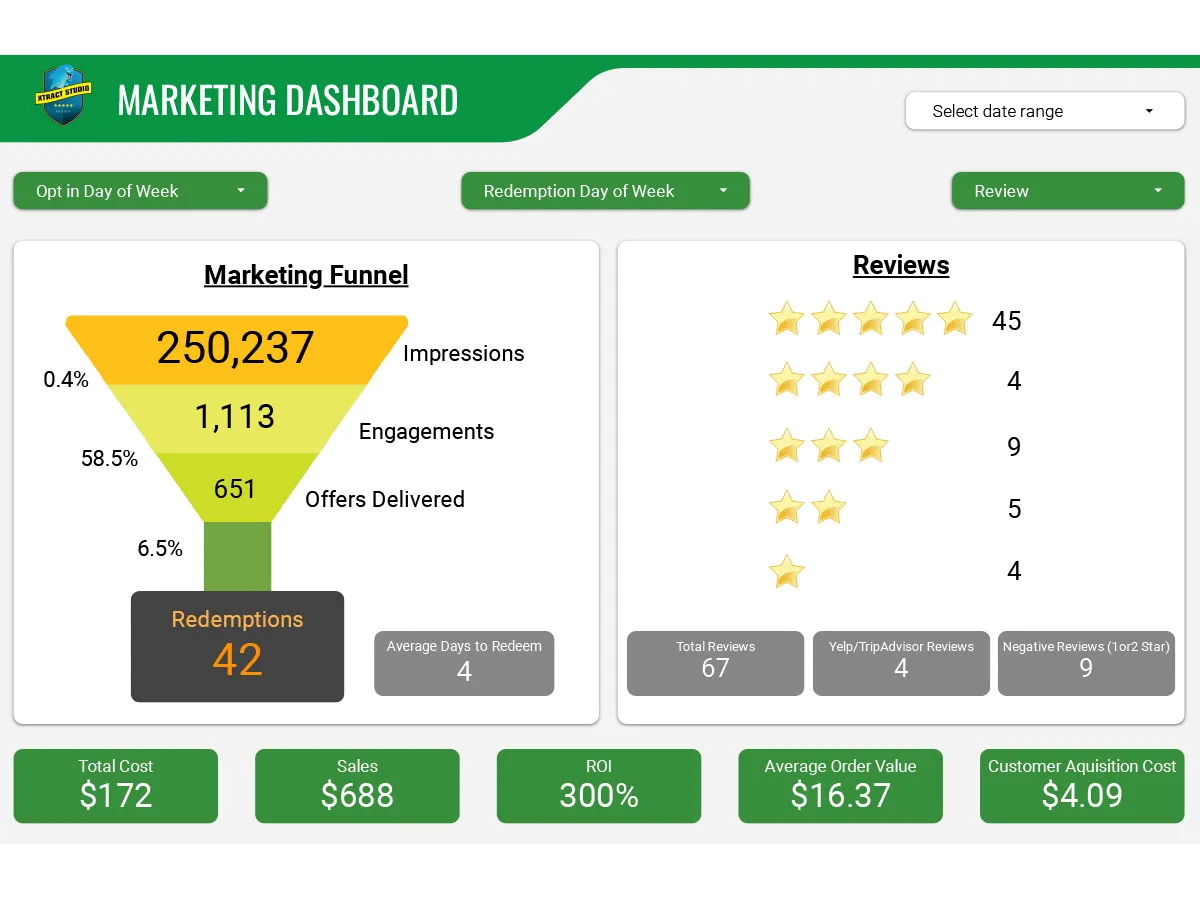 XTRACT STUDIO
MARKETING DASHBOARD
Select date range
Opt in Day of Week
Redemption Day of Week
Review
Marketing Funnel
250,237
Impressions
0.4%
1,113
Engagements
58.5%
651
Offers Delivered
6.5%
Redemptions
42
Average Days to Redeem
4
Reviews
45
4
9
5
4
Total Reviews
67
Yelp/TripAdvisor Reviews
4
Negative Reviews (1or2 Star)
9
Total Cost
$172
Sales
$688
ROI
300%
Average Order Value
$16.37
Customer Aquisition Cost
$4.09